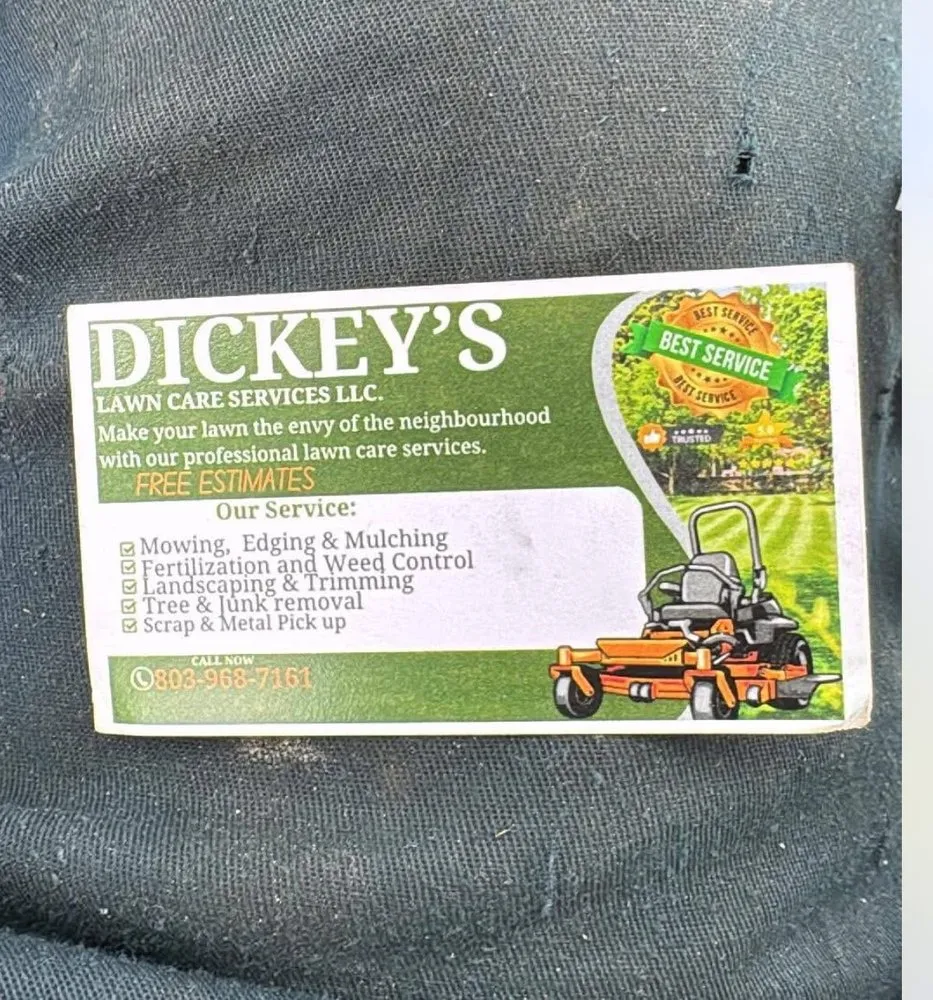 DICKEY'S
LAWN CARE SERVICES LLC.
Make your lawn the envy of the neighbourhood
with our professional lawn care services.
FREE ESTIMATES
BEST SERVICE
BEST SERVICE
BEST SERVICE
TRUSTED
Our Service:
Mowing, Edging & Mulching
Fertilization and Weed Control
Landscaping & Trimming
Tree & Junk removal
Scrap & Metal Pick up
CALL NOW
803-968-7161